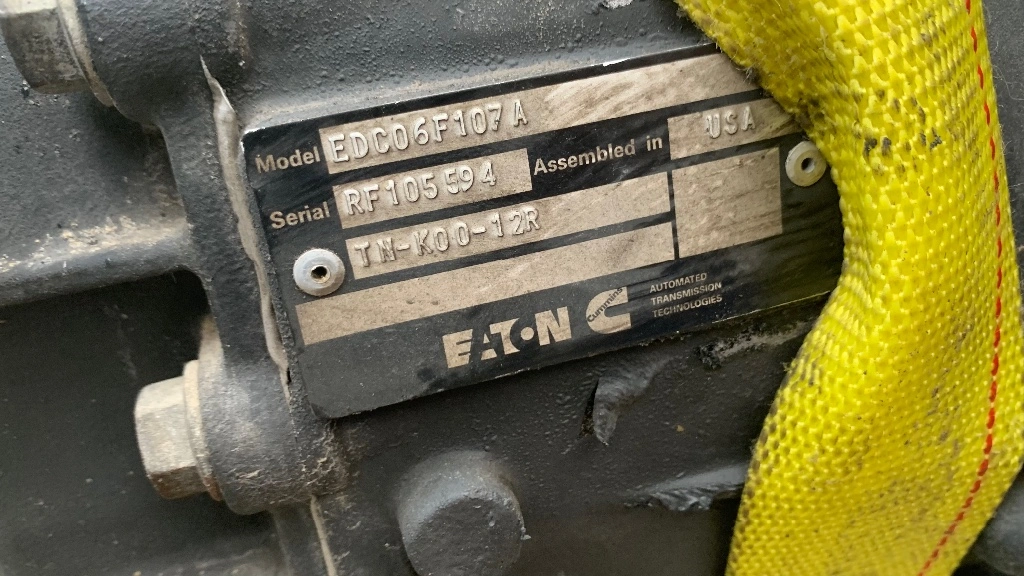 Model EDC06F107A
Serial RF105594 Assembled in USA
TN-K00-12R
EATON Cummins AUTOMATED
TRANSMISSION
TECHNOLOGIES